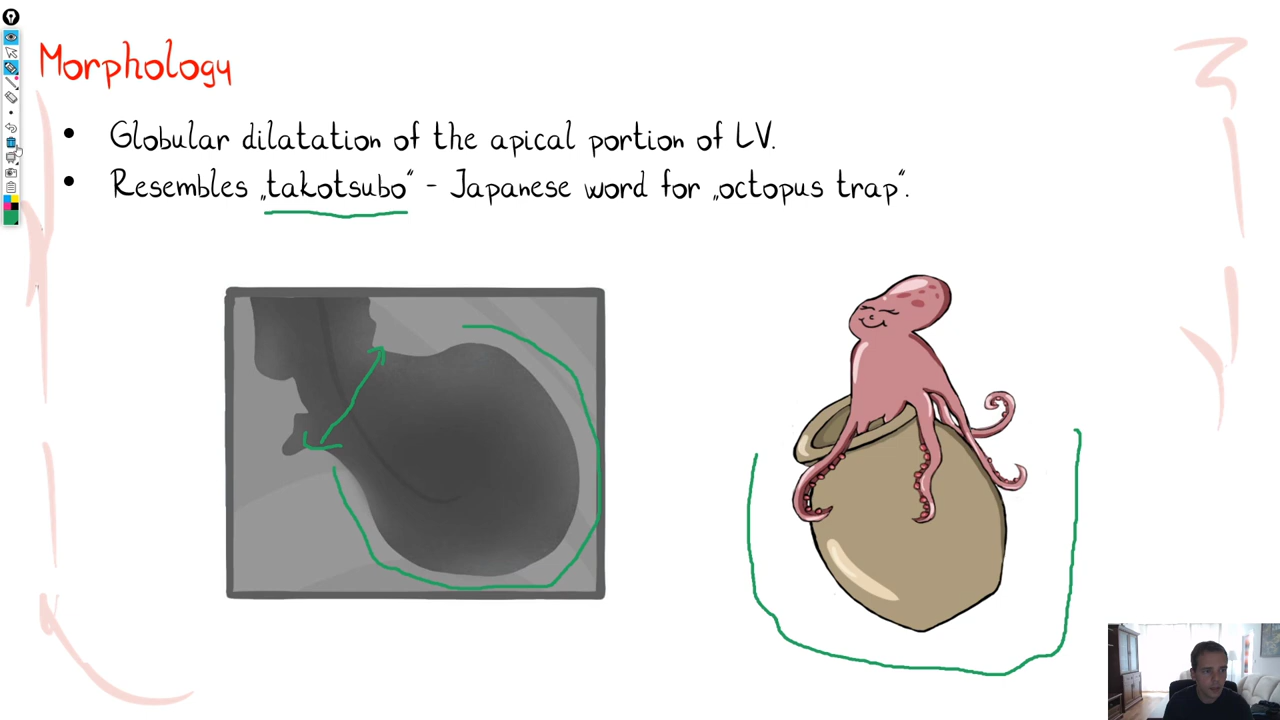 Morphology
• Globular dilatation of the apical portion of LV.
• Resembles „takotsubo“ - Japanese word for „octopus trap“.